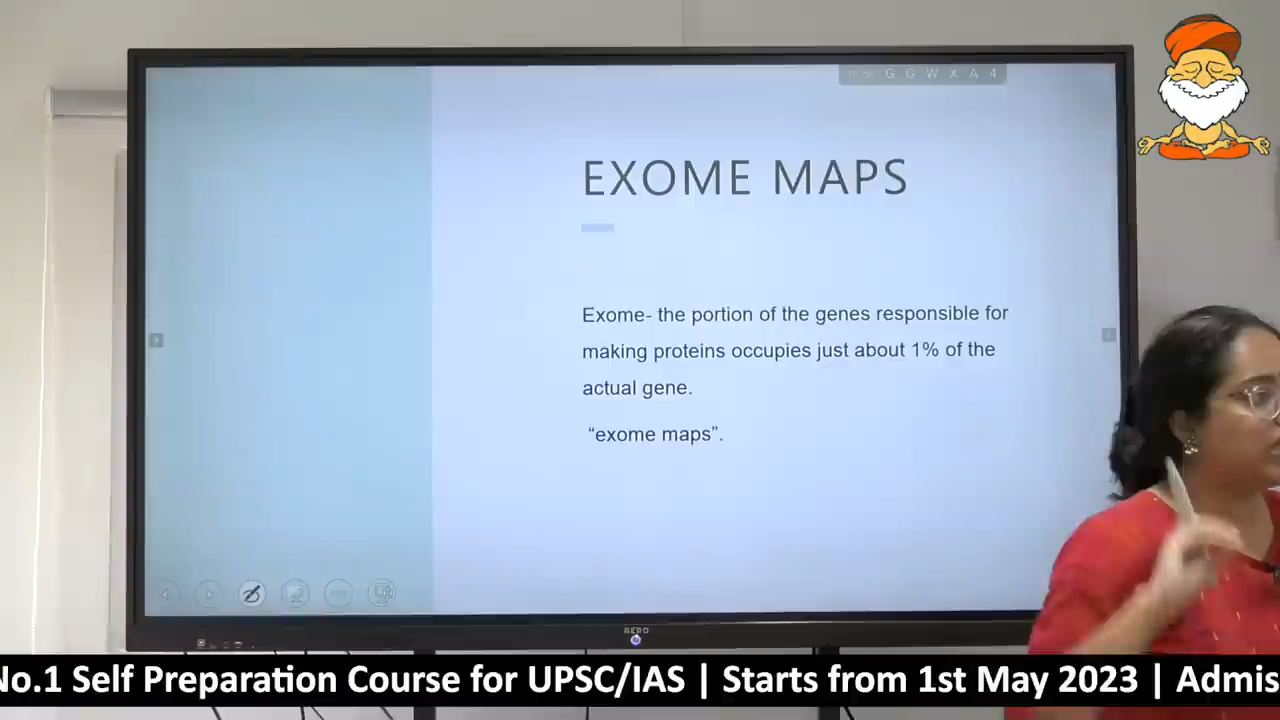 G G W X A 4
EXOME MAPS
Exome- the portion of the genes responsible for
making proteins occupies just about 1% of the
actual gene.
“exome maps”.
No.1 Self Preparation Course for UPSC/IAS | Starts from 1st May 2023 | Admis